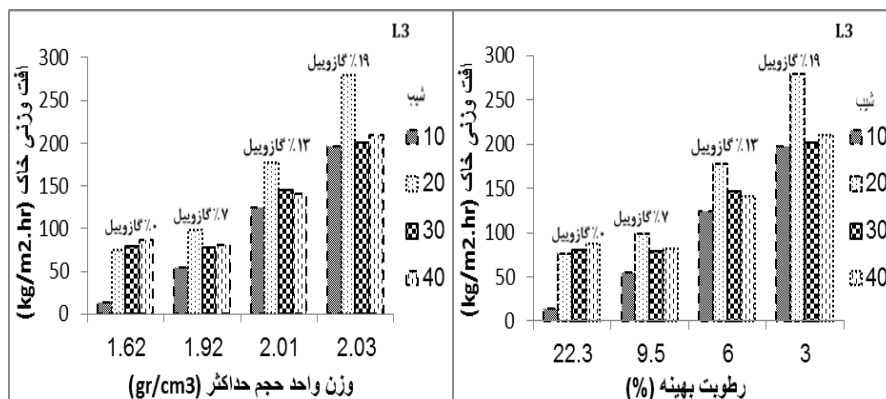 L3
افت وزنی خاک (kg/m2.hr)
300
250
200
150
100
50
0
۰٪ گازوییل
۷٪ گازوییل
۱۳٪ گازوییل
۱۹٪ گازوییل
شیب
10
20
30
40
1.62 1.92 2.01 2.03
وزن واحد حجم حداکثر (gr/cm3)
L3
افت وزنی خاک (kg/m2.hr)
300
250
200
150
100
50
0
۰٪ گازوییل
۷٪ گازوییل
۱۳٪ گازوییل
۱۹٪ گازوییل
شیب
10
20
30
40
22.3 9.5 6 3
رطوبت بهینه (%)